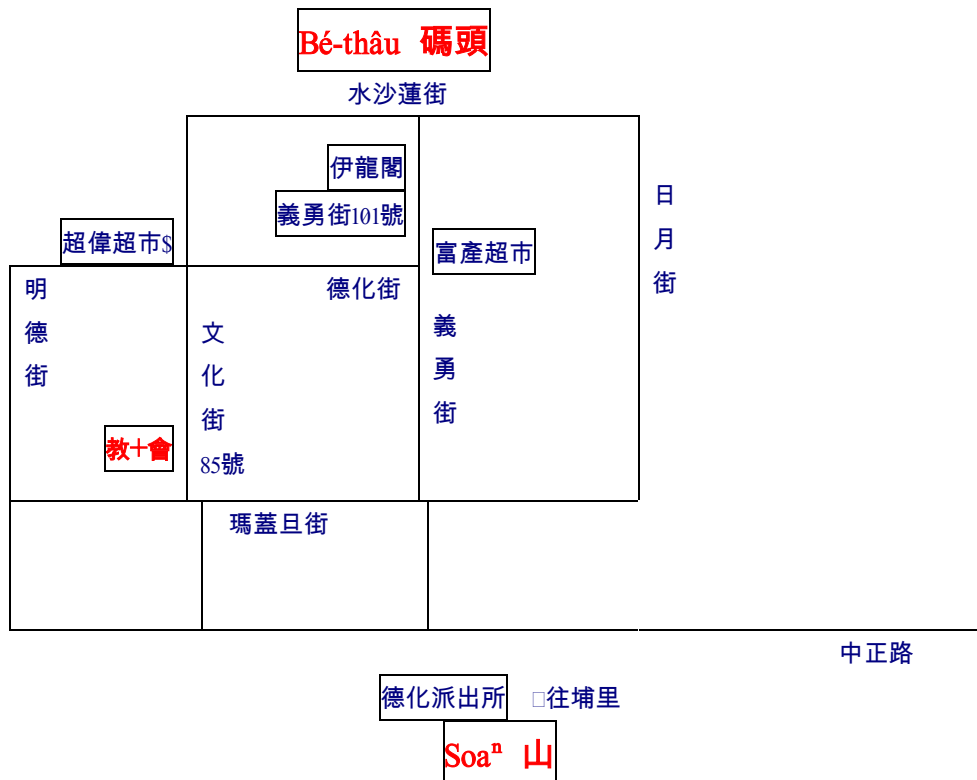 Bé-thâu 碼頭
水沙蓮街
伊龍閣
義勇街101號
日月街
超偉超市$
富產超市
明德街
德化街
文化街85號
義勇街
教十會
瑪蓋旦街
中正路
德化派出所 □往埔里
Soaⁿ 山